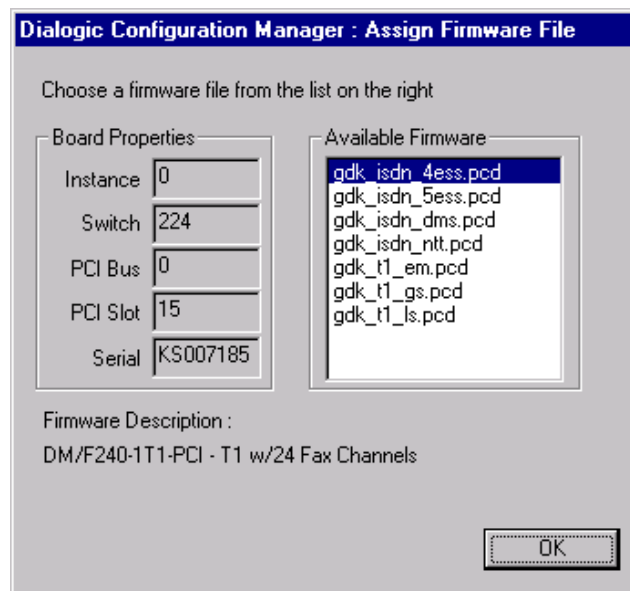 Dialogic Configuration Manager : Assign Firmware File
Choose a firmware file from the list on the right
Board Properties
Instance 0
Switch 224
PCI Bus 0
PCI Slot 15
Serial KS007185
Available Firmware
gdk_isdn_4ess.pcd
gdk_isdn_5ess.pcd
gdk_isdn_dms.pcd
gdk_isdn_ntt.pcd
gdk_t1_em.pcd
gdk_t1_gs.pcd
gdk_t1_ls.pcd
Firmware Description :
DM/F240-1T1-PCI - T1 w/24 Fax Channels
OK